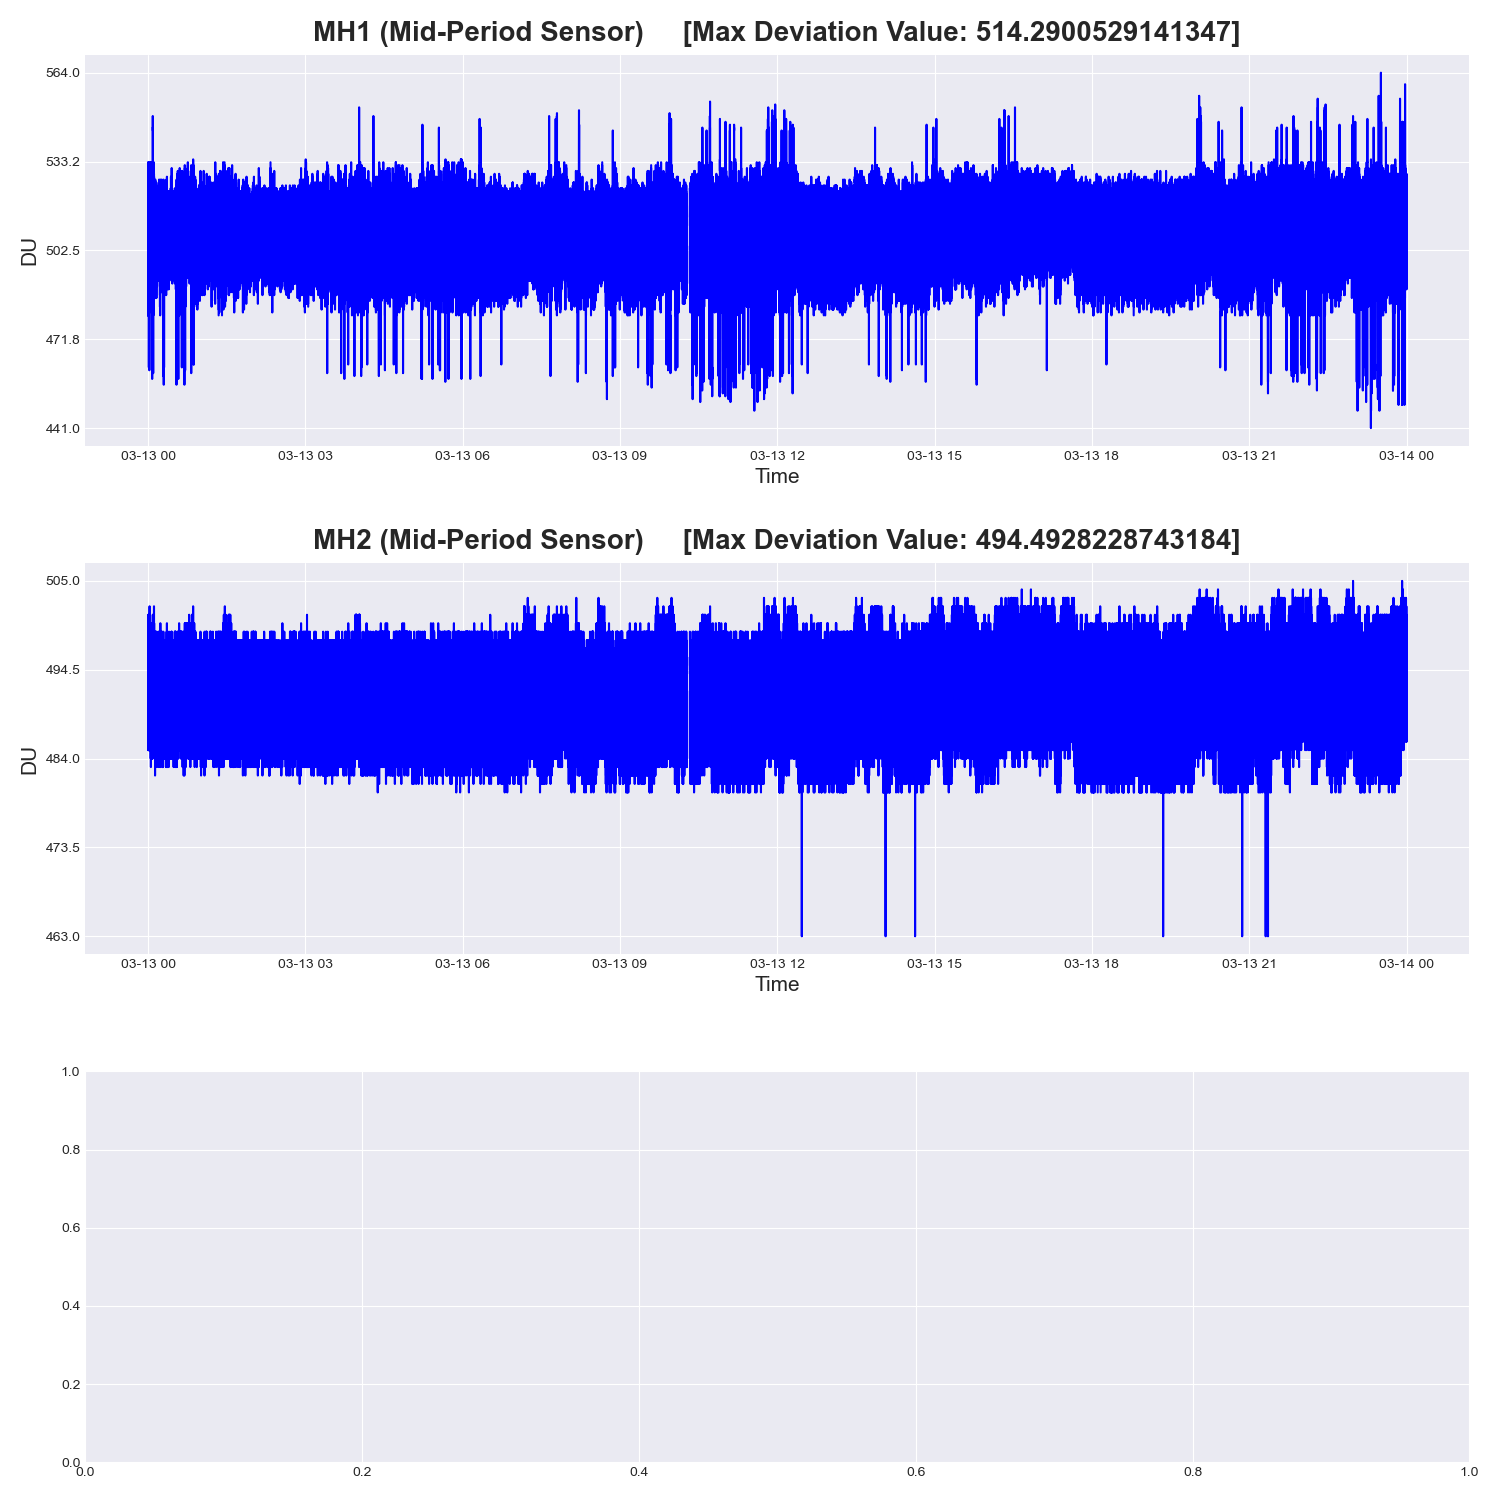 MH1 (Mid-Period Sensor) [Max Deviation Value: 514.2900529141347]
564.0
533.2
502.5
471.8
441.0
DU
03-13 00 03-13 03 03-13 06 03-13 09 03-13 12 03-13 15 03-13 18 03-13 21 03-14 00
Time
MH2 (Mid-Period Sensor) [Max Deviation Value: 494.4928228743184]
505.0
494.5
484.0
473.5
463.0
DU
03-13 00 03-13 03 03-13 06 03-13 09 03-13 12 03-13 15 03-13 18 03-13 21 03-14 00
Time
1.0
0.8
0.6
0.4
0.2
0.0
0.0 0.2 0.4 0.6 0.8 1.0